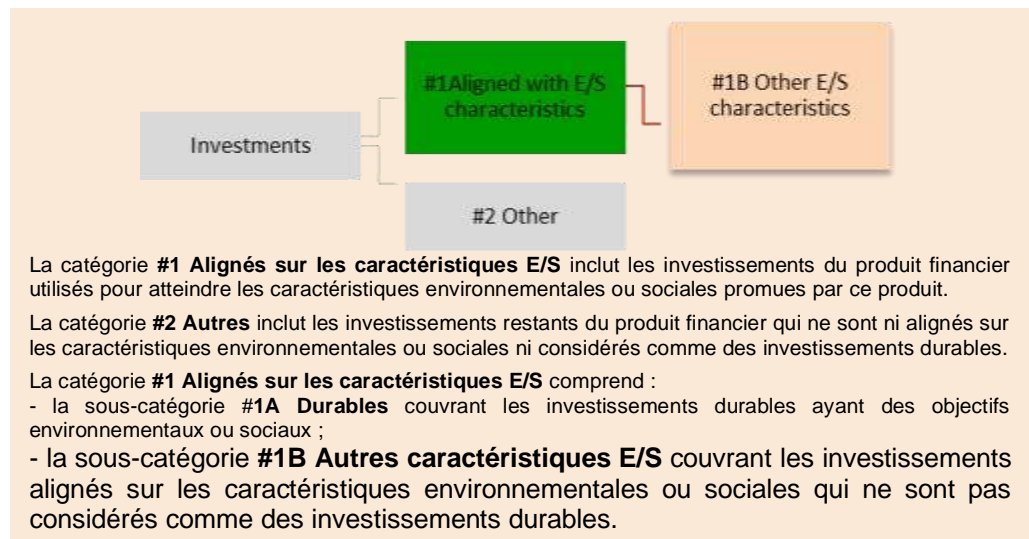 #1Aligned with E/S
characteristics
#1B Other E/S
characteristics
Investments
#2 Other
La catégorie #1 Alignés sur les caractéristiques E/S inclut les investissements du produit financier
utilisés pour atteindre les caractéristiques environnementales ou sociales promues par ce produit.
La catégorie #2 Autres inclut les investissements restants du produit financier qui ne sont ni alignés sur
les caractéristiques environnementales ou sociales ni considérés comme des investissements durables.
La catégorie #1 Alignés sur les caractéristiques E/S comprend :
- la sous-catégorie #1A Durables couvrant les investissements durables ayant des objectifs
environnementaux ou sociaux ;
- la sous-catégorie #1B Autres caractéristiques E/S couvrant les investissements
alignés sur les caractéristiques environnementales ou sociales qui ne sont pas
considérés comme des investissements durables.